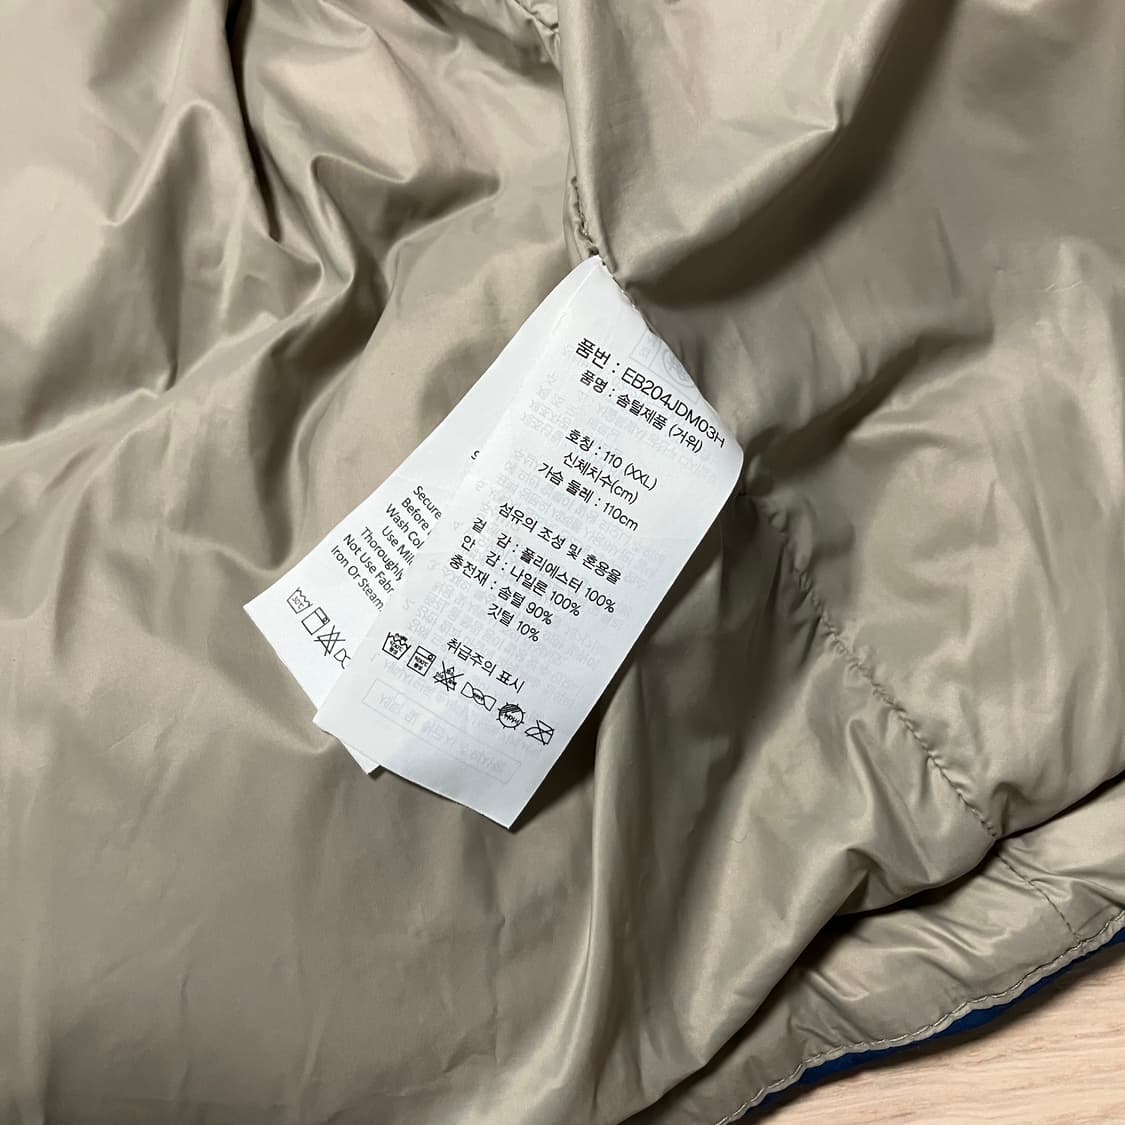 품번 : EB204JDM03H
품명 : 솜털제품 (거위)
호칭 : 110 (XXL)
신체치수(cm)
가슴 둘레 : 110cm
섬유의 조성 및 혼용율
겉 감 : 폴리에스터 100%
안 감 : 나일론 100%
충전재 : 솜털 90%
깃털 10%
취급주의 표시
Secure
Before
Wash Col
Use Mil
Thoroughly
Not Use Fabr
Iron Or Steam.
30°C